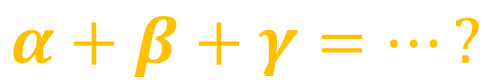 α + β + γ = ⋯ ?